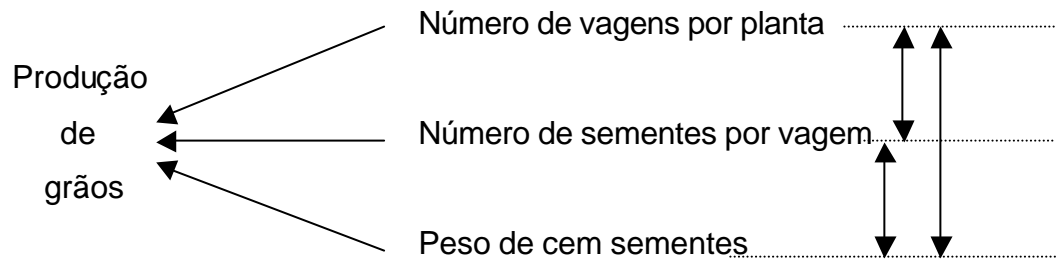 Número de vagens por planta
Produção
de
grãos
Número de sementes por vagem
Peso de cem sementes